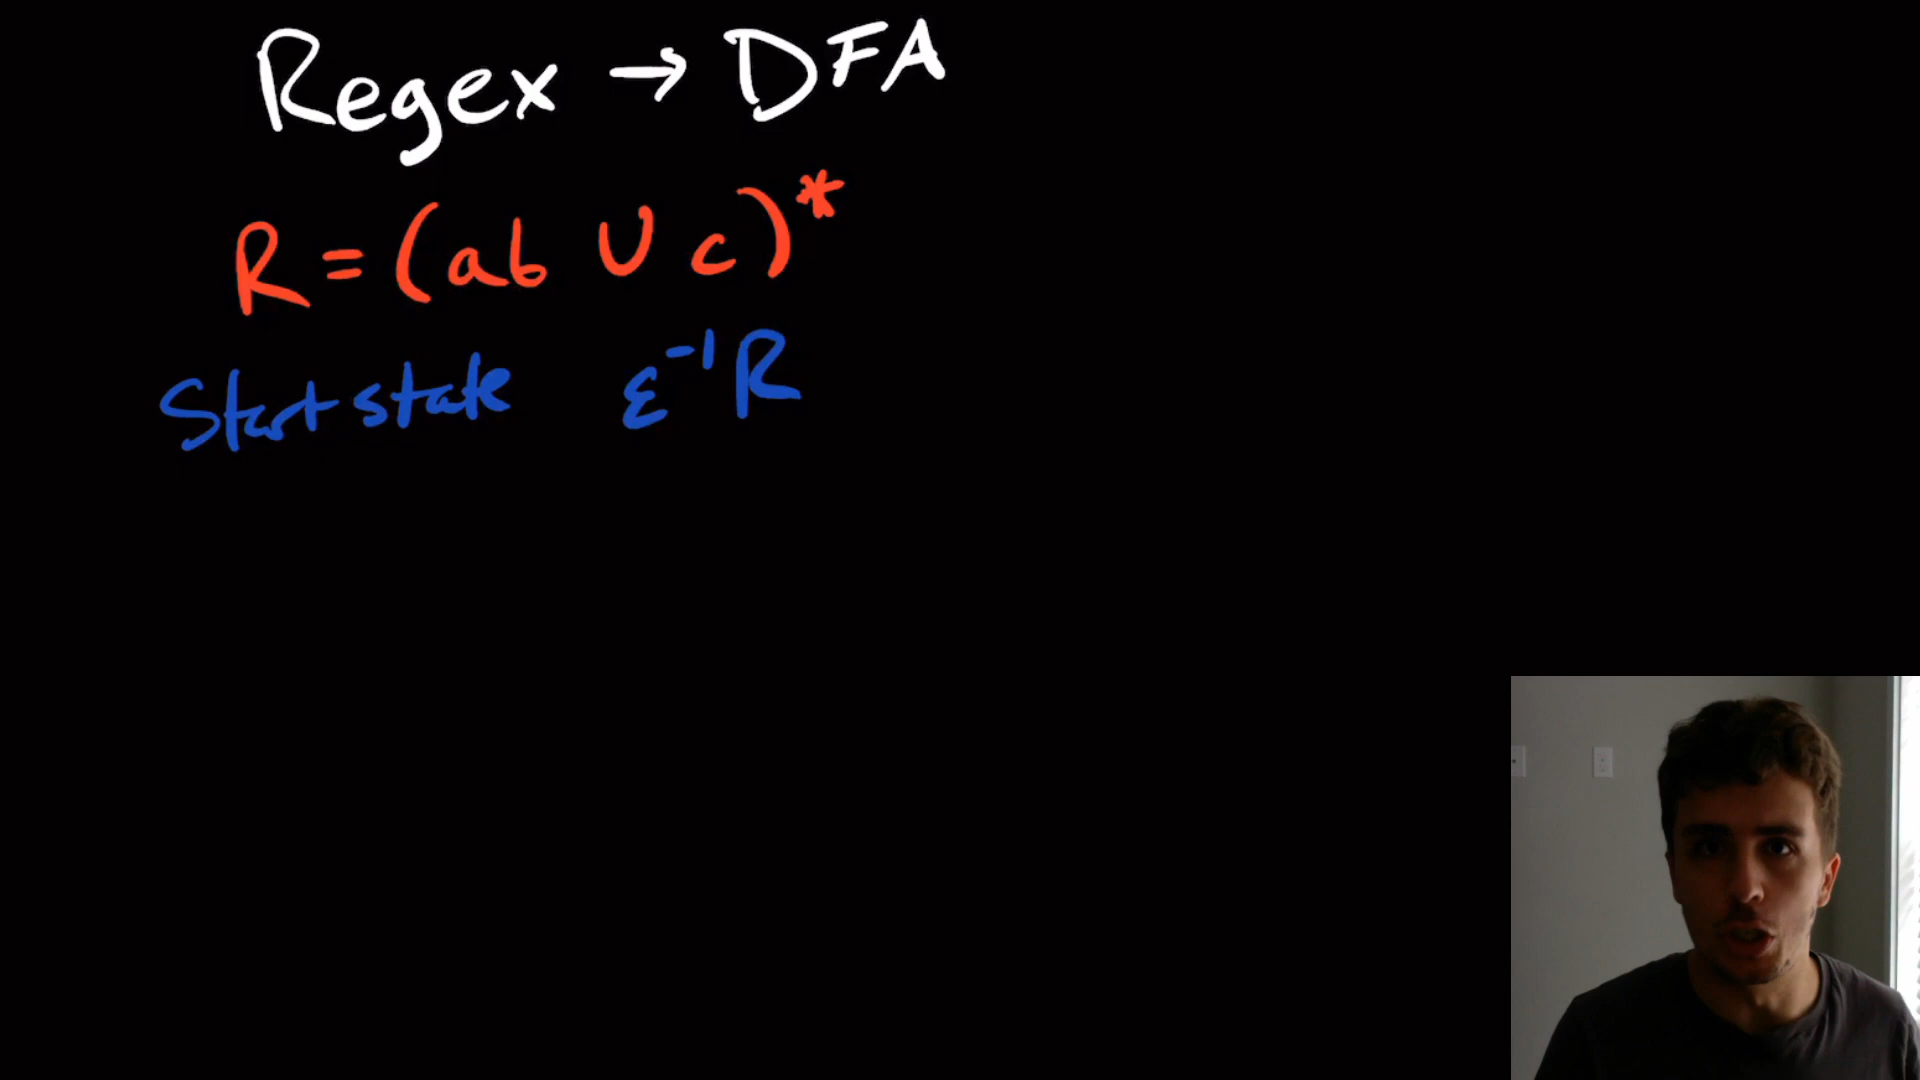 Regex → DFA
R = (ab ∪ c)*
Start state ε⁻¹R